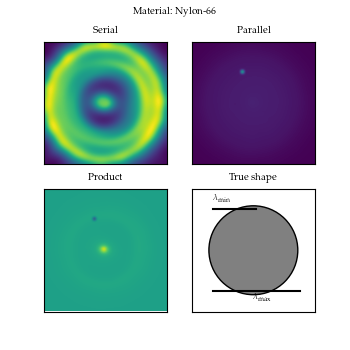 Material: Nylon-66
Serial
Parallel
Product
True shape
λmin
λmax